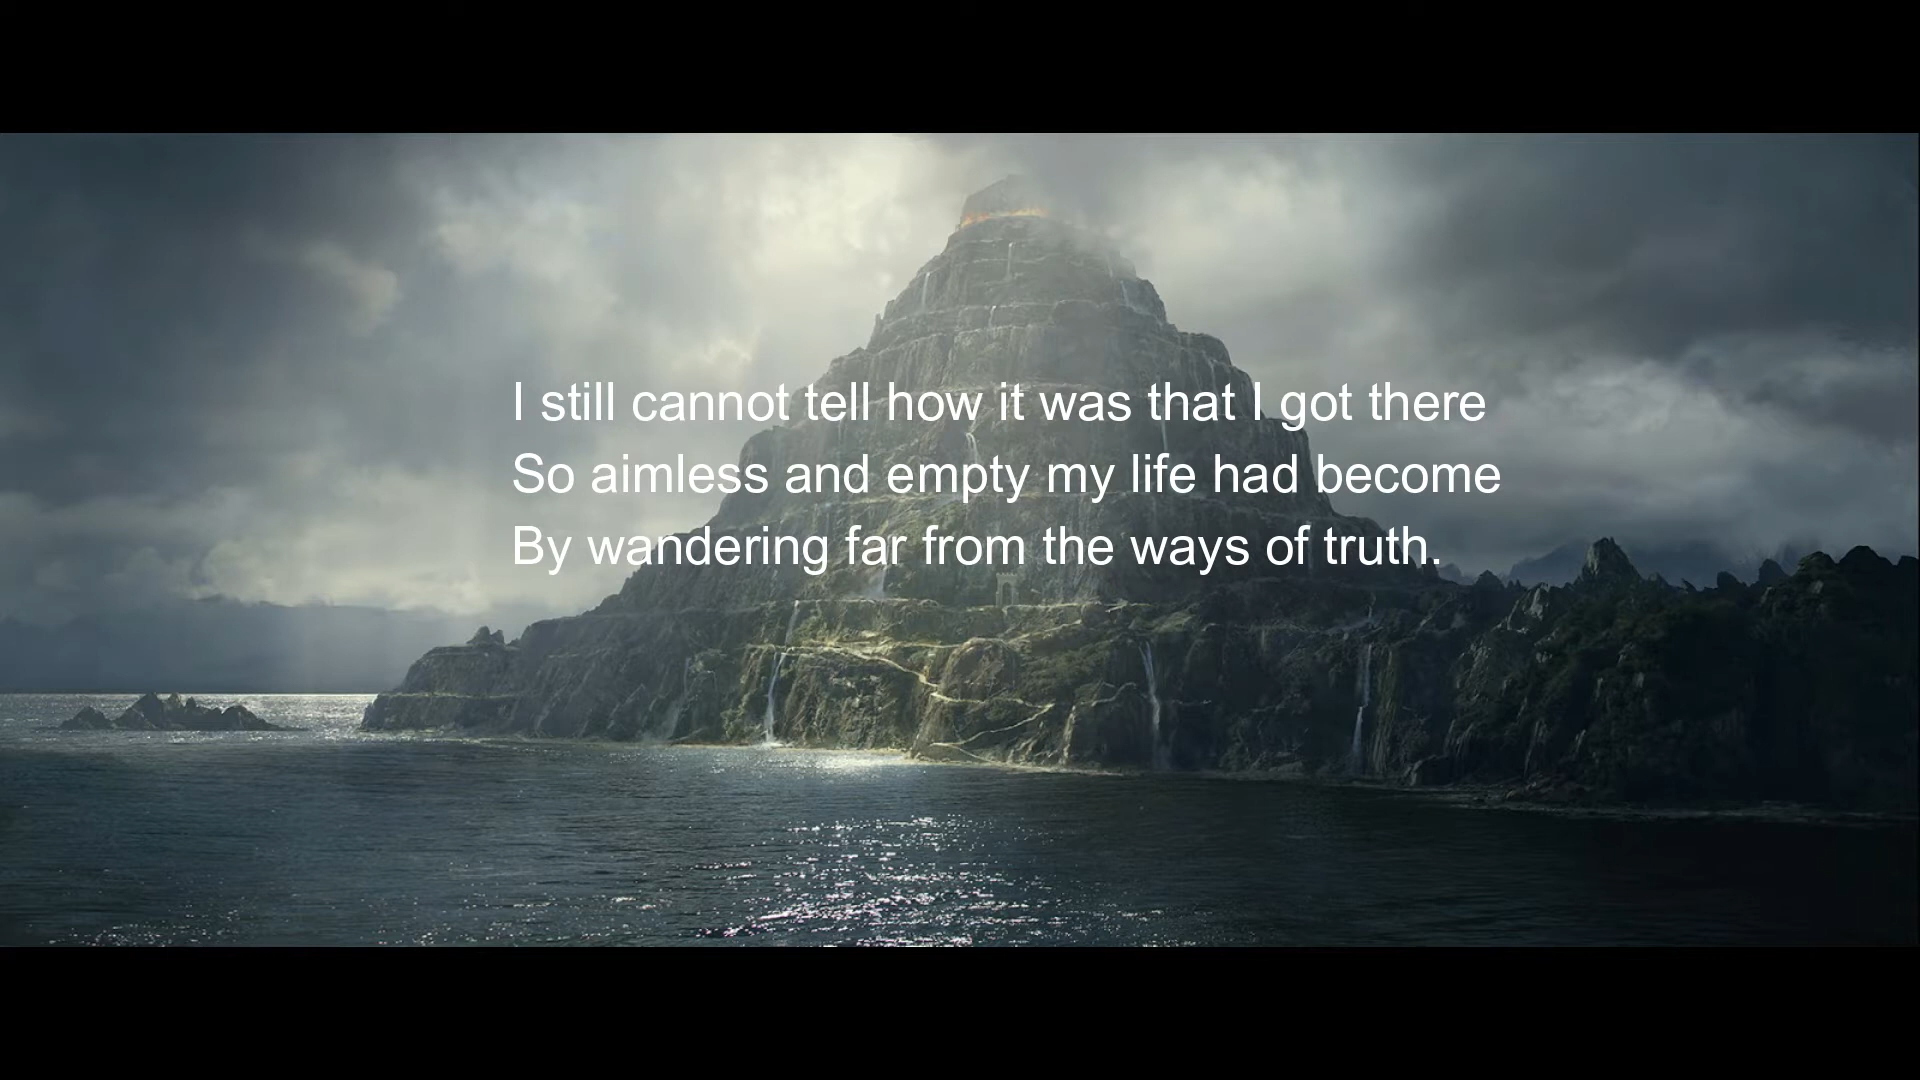 I still cannot tell how it was that I got there
So aimless and empty my life had become
By wandering far from the ways of truth.